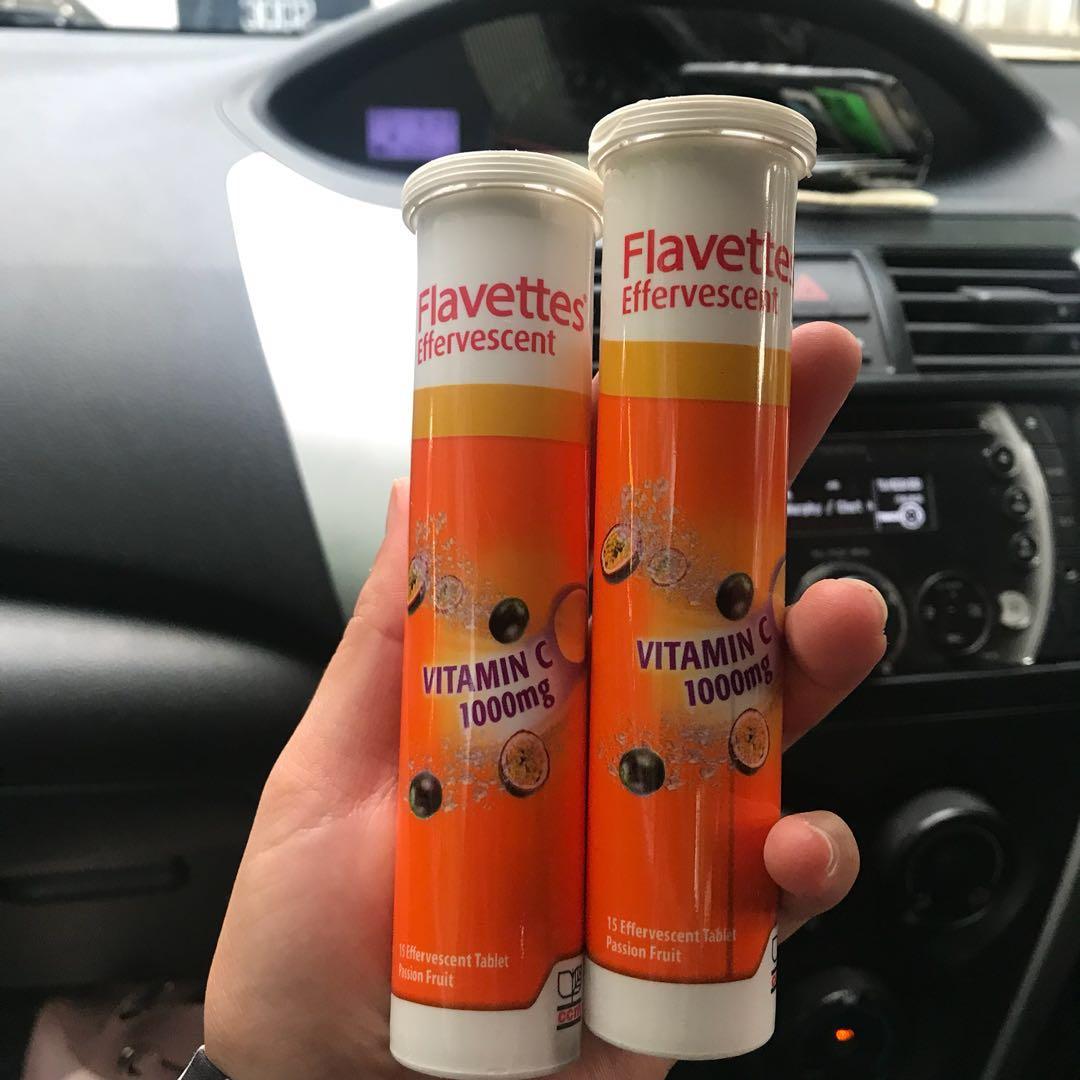 Flavettes®
Effervescent
VITAMIN C
1000mg
15 Effervescent Tablet
Passion Fruit
Flavettes
Effervescent
VITAMIN C
1000mg
15 Effervescent Tablet
Passion Fruit